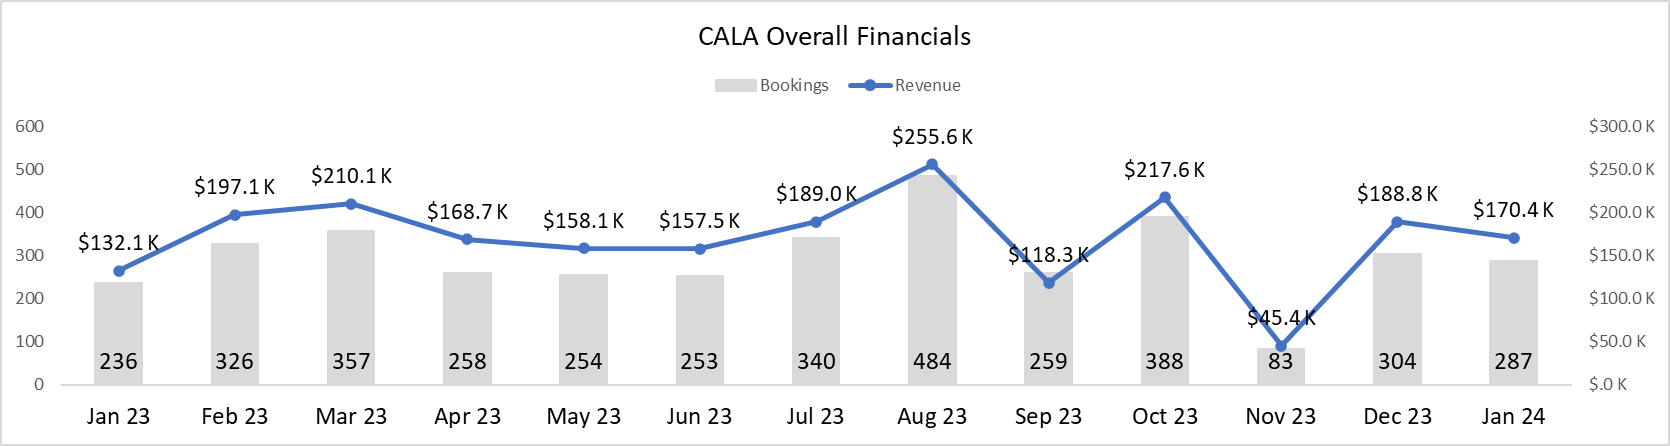 CALA Overall Financials
Bookings Revenue
600 $300.0 K
500 $250.0 K
400 $200.0 K
300 $150.0 K
200 $100.0 K
100 $50.0 K
0 $.0 K
$132.1 K $197.1 K $210.1 K $168.7 K $158.1 K $157.5 K $189.0 K $255.6 K $118.3 K $217.6 K $45.4 K $188.8 K $170.4 K
236 326 357 258 254 253 340 484 259 388 83 304 287
Jan 23 Feb 23 Mar 23 Apr 23 May 23 Jun 23 Jul 23 Aug 23 Sep 23 Oct 23 Nov 23 Dec 23 Jan 24